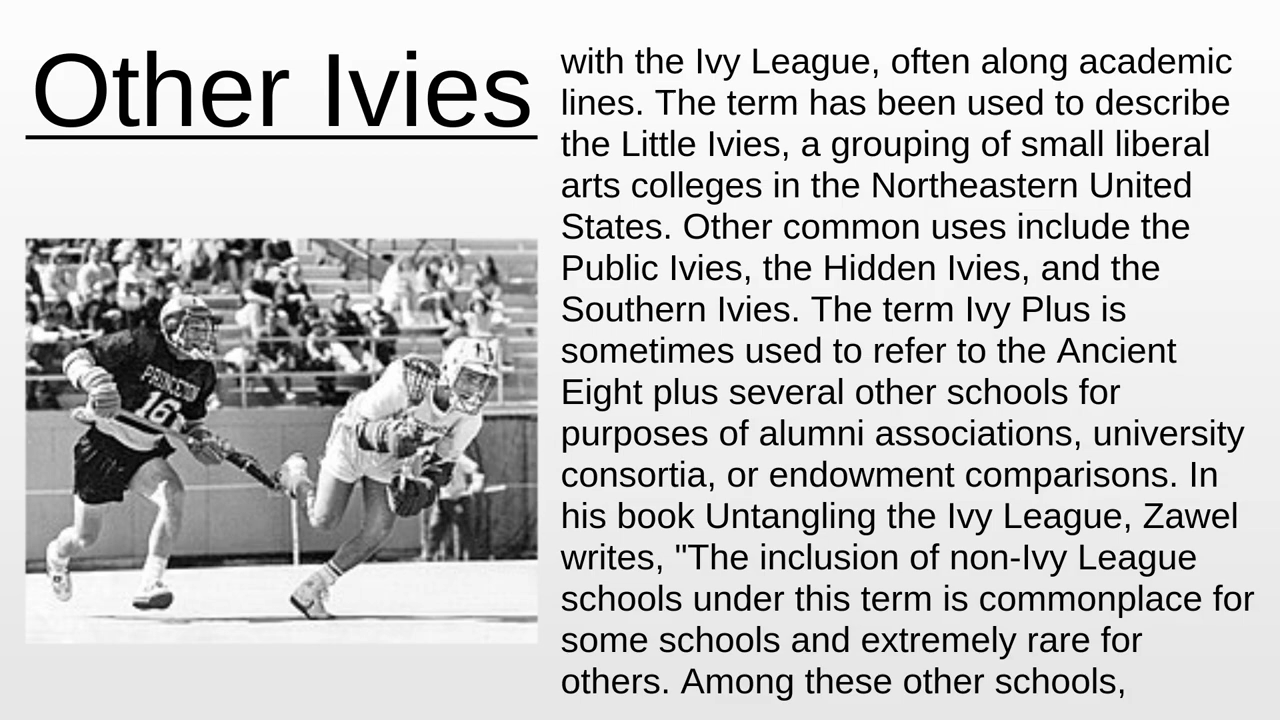 Other Ivies
with the Ivy League, often along academic
lines. The term has been used to describe
the Little Ivies, a grouping of small liberal
arts colleges in the Northeastern United
States. Other common uses include the
Public Ivies, the Hidden Ivies, and the
Southern Ivies. The term Ivy Plus is
sometimes used to refer to the Ancient
Eight plus several other schools for
purposes of alumni associations, university
consortia, or endowment comparisons. In
his book Untangling the Ivy League, Zawel
writes, "The inclusion of non-Ivy League
schools under this term is commonplace for
some schools and extremely rare for
others. Among these other schools,
PRINCETON
16